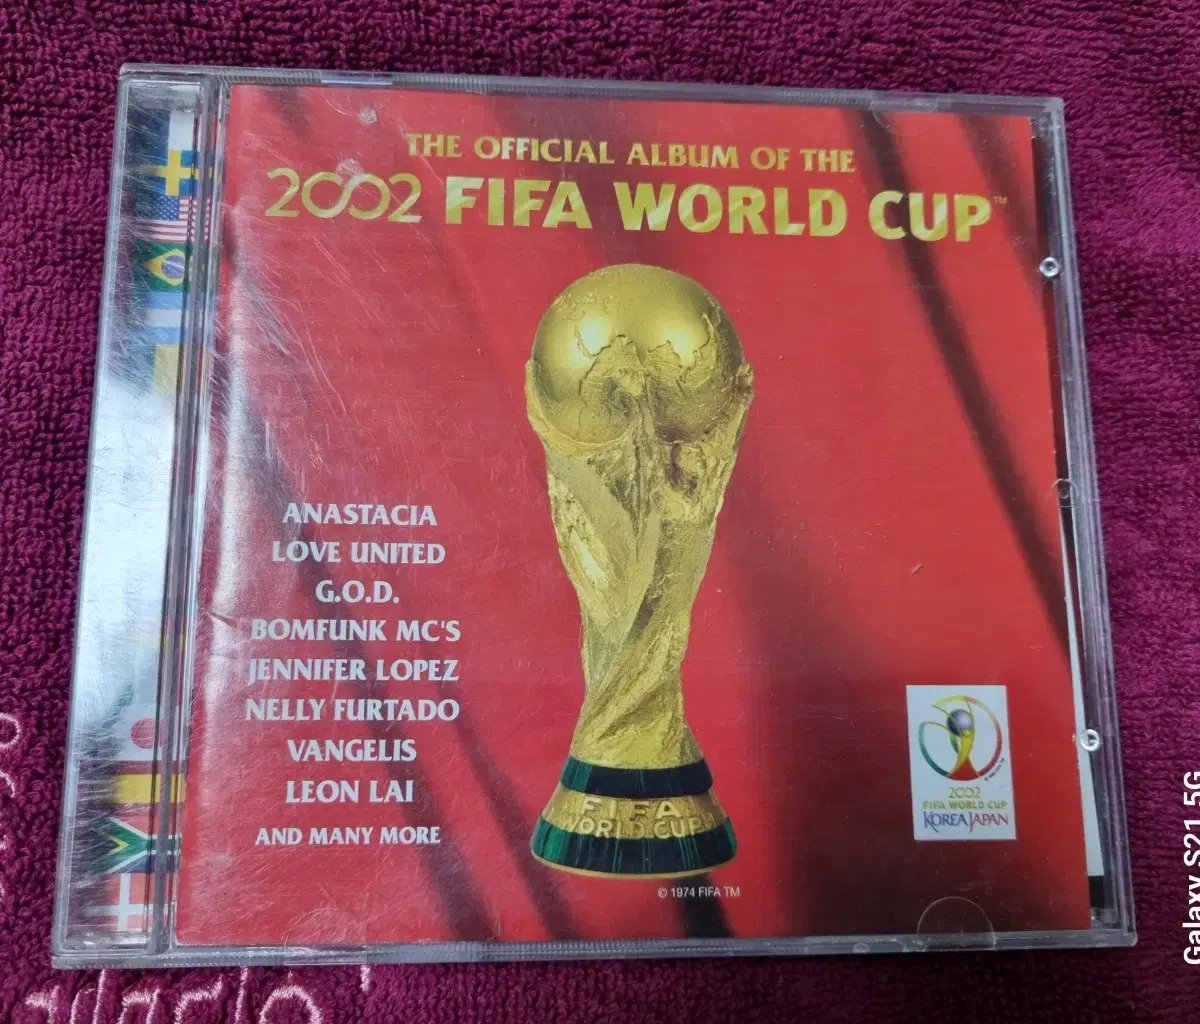 THE OFFICIAL ALBUM OF THE
2002 FIFA WORLD CUP™
ANASTACIA
LOVE UNITED
G.O.D.
BOMFUNK MC'S
JENNIFER LOPEZ
NELLY FURTADO
VANGELIS
LEON LAI
AND MANY MORE
FIFA
WORLD CUP
© 1974 FIFA TM
2002
FIFA WORLD CUP
KOREA JAPAN
Galaxy S21 5G